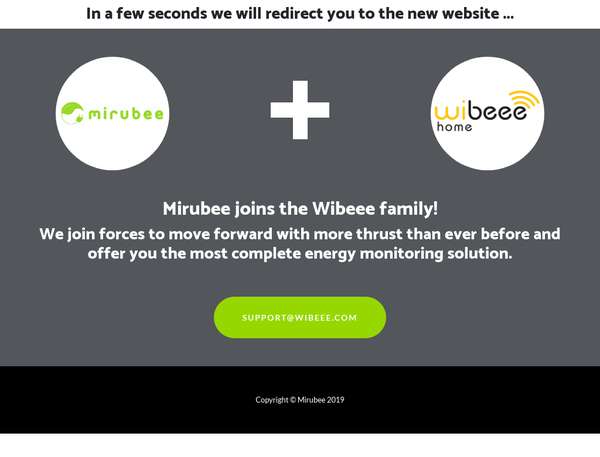 In a few seconds we will redirect you to the new website ...
mirubee
wibeee
home
Mirubee joins the Wibeee family!
We join forces to move forward with more thrust than ever before and
offer you the most complete energy monitoring solution.
SUPPORT@WIBEEE.COM
Copyright © Mirubee 2019